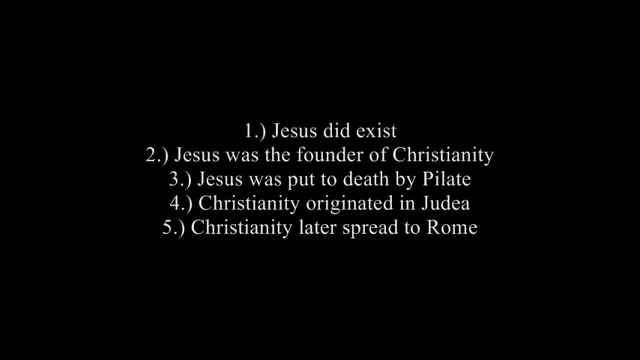 1.) Jesus did exist
2.) Jesus was the founder of Christianity
3.) Jesus was put to death by Pilate
4.) Christianity originated in Judea
5.) Christianity later spread to Rome